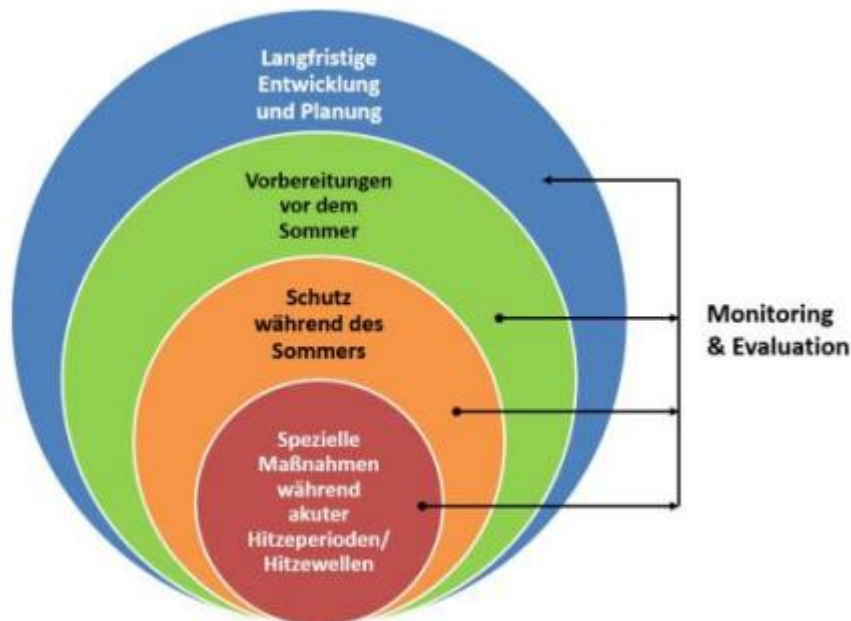 Langfristige
Entwicklung
und Planung
Vorbereitungen
vor dem
Sommer
Schutz
während des
Sommers
Spezielle
Maßnahmen
während
akuter
Hitzeperioden/
Hitzewellen
Monitoring
& Evaluation